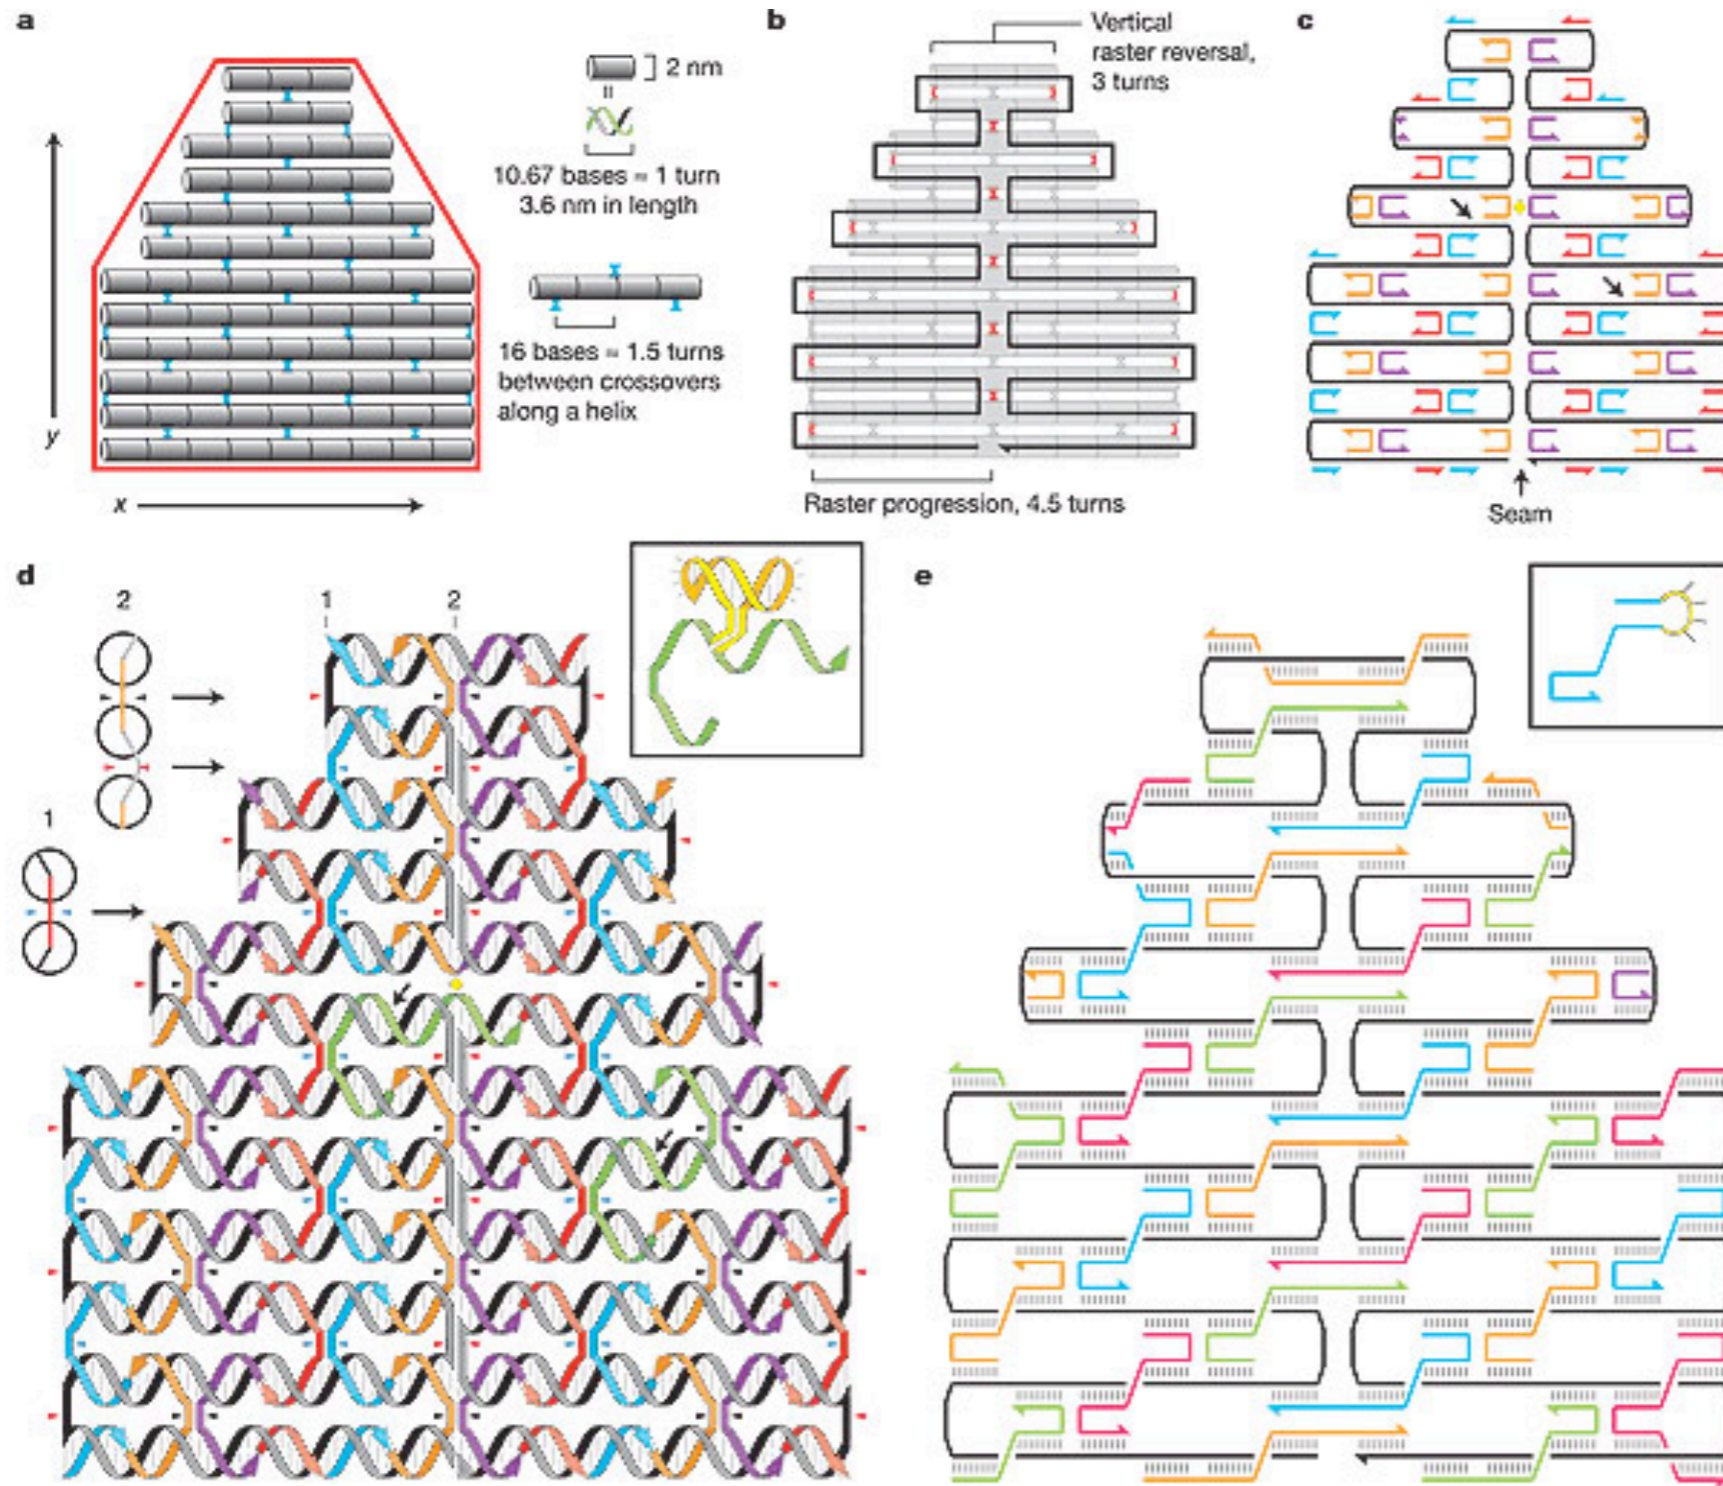 a
2 nm
=
10.67 bases ≈ 1 turn
3.6 nm in length
16 bases ≈ 1.5 turns
between crossovers
along a helix
y
x
b
Vertical
raster reversal,
3 turns
Raster progression, 4.5 turns
c
Seam
d
2
1
1
2
e